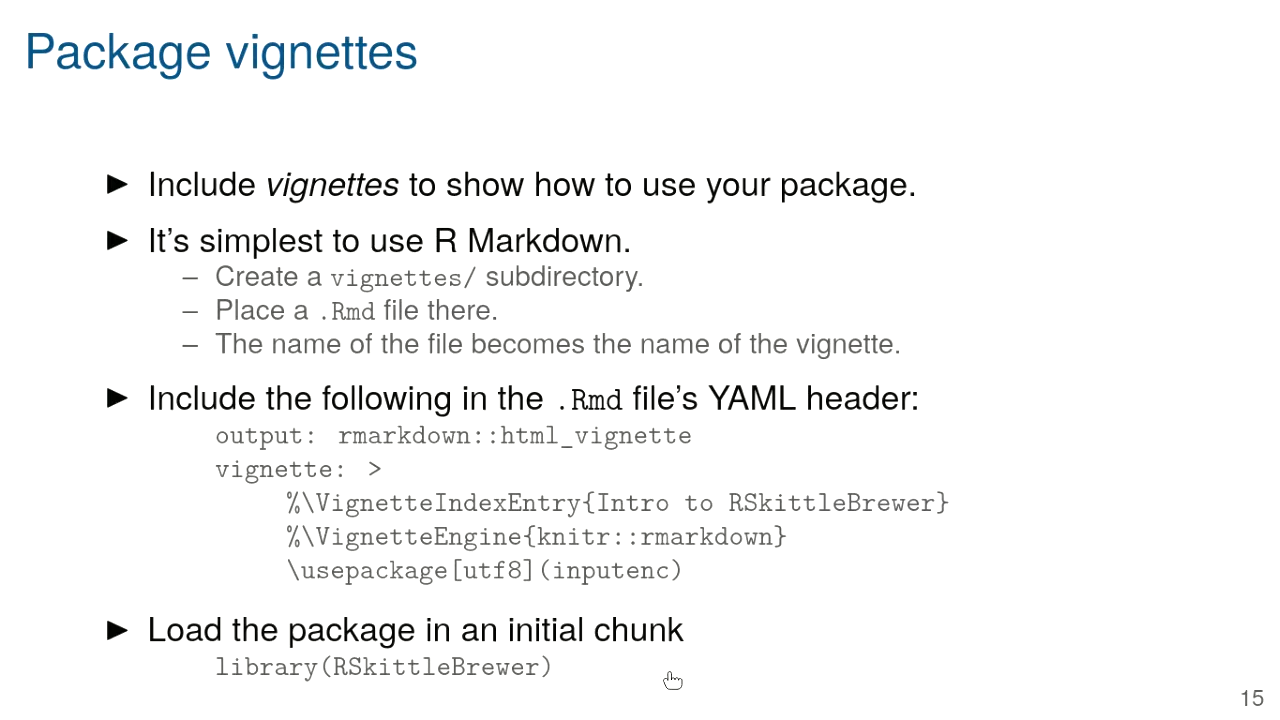 Package vignettes
▶ Include vignettes to show how to use your package.
▶ It's simplest to use R Markdown.
– Create a vignettes/ subdirectory.
– Place a .Rmd file there.
– The name of the file becomes the name of the vignette.
▶ Include the following in the .Rmd file's YAML header:
output: rmarkdown::html_vignette
vignette: >
%\VignetteIndexEntry{Intro to RSkittleBrewer}
%\VignetteEngine{knitr::rmarkdown}
\usepackage[utf8](inputenc)
▶ Load the package in an initial chunk
library(RSkittleBrewer)
15